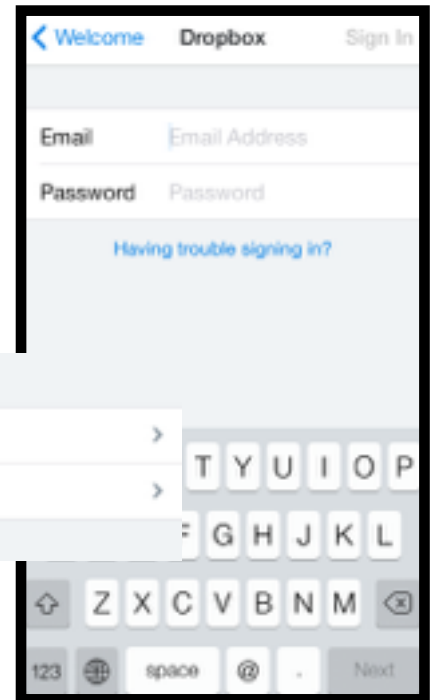 Welcome Dropbox Sign In
Email Email Address
Password Password
Having trouble signing in?
T Y U I O P
F G H J K L
Z X C V B N M
123 space @ . Next